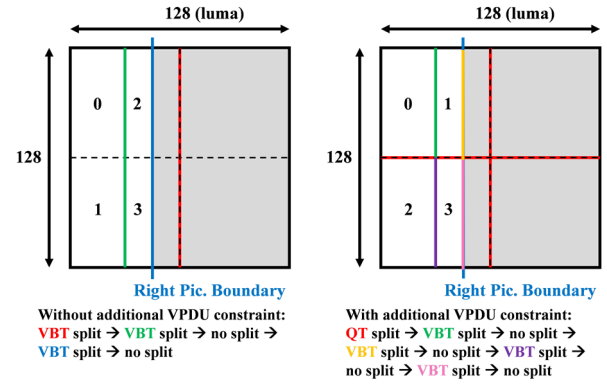 128 (luma)
128
0
2
1
3
Right Pic. Boundary
Without additional VPDU constraint:
VBT split → VBT split → no split →
VBT split → no split
128 (luma)
128
0
1
2
3
Right Pic. Boundary
With additional VPDU constraint:
QT split → VBT split → no split →
VBT split → no split → VBT split →
no split → VBT split → no split